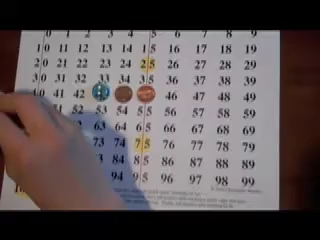 0 1 2 3 4 5 6 7 8 9
10 11 12 13 14 15 16 17 18 19
20 21 22 23 24 25 26 27 28 29
30 31 32 33 34 35 36 37 38 39
40 42 46 47 48 49
51 52 53 54 55 56 57 58 59
63 64 65 66 67 68 69
73 74 75 76 77 78 79
84 85 86 87 88 89
94 95 96 97 98 99